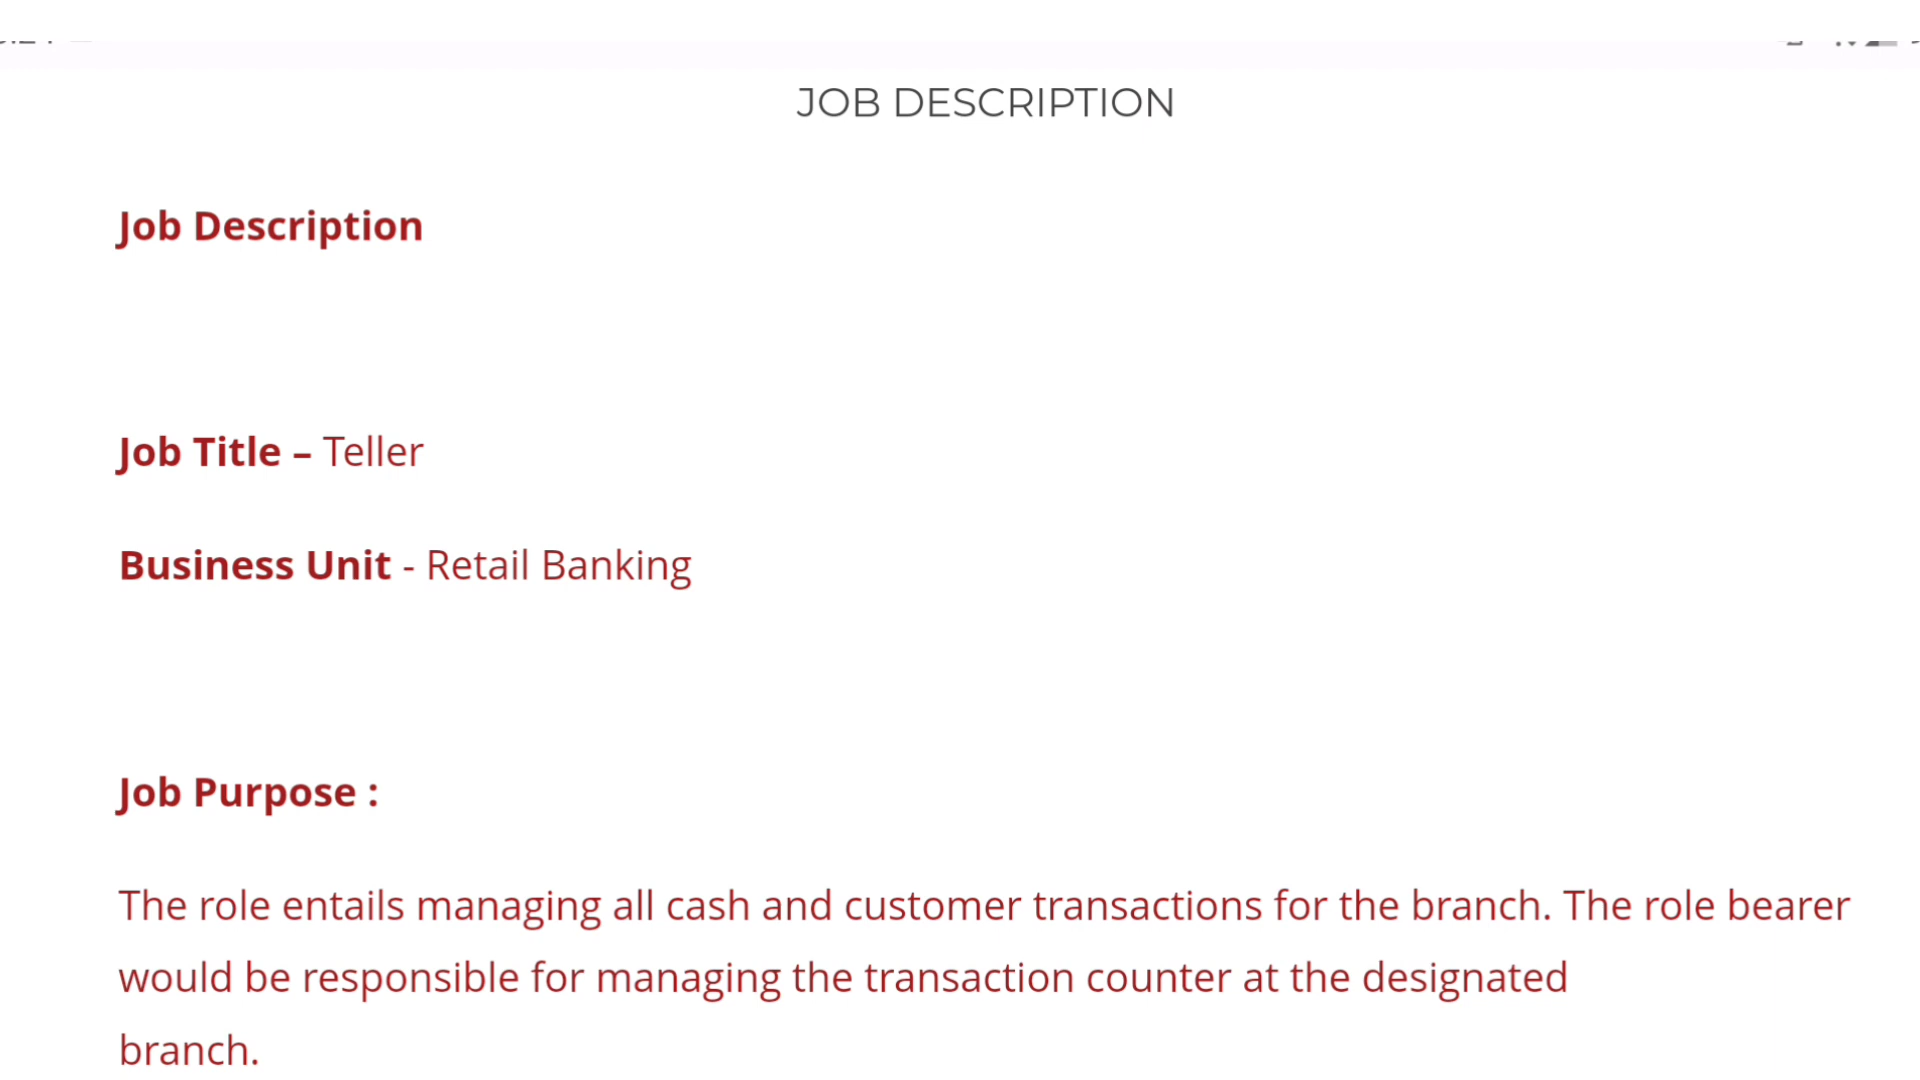 JOB DESCRIPTION
Job Description
Job Title – Teller
Business Unit - Retail Banking
Job Purpose :
The role entails managing all cash and customer transactions for the branch. The role bearer
would be responsible for managing the transaction counter at the designated
branch.